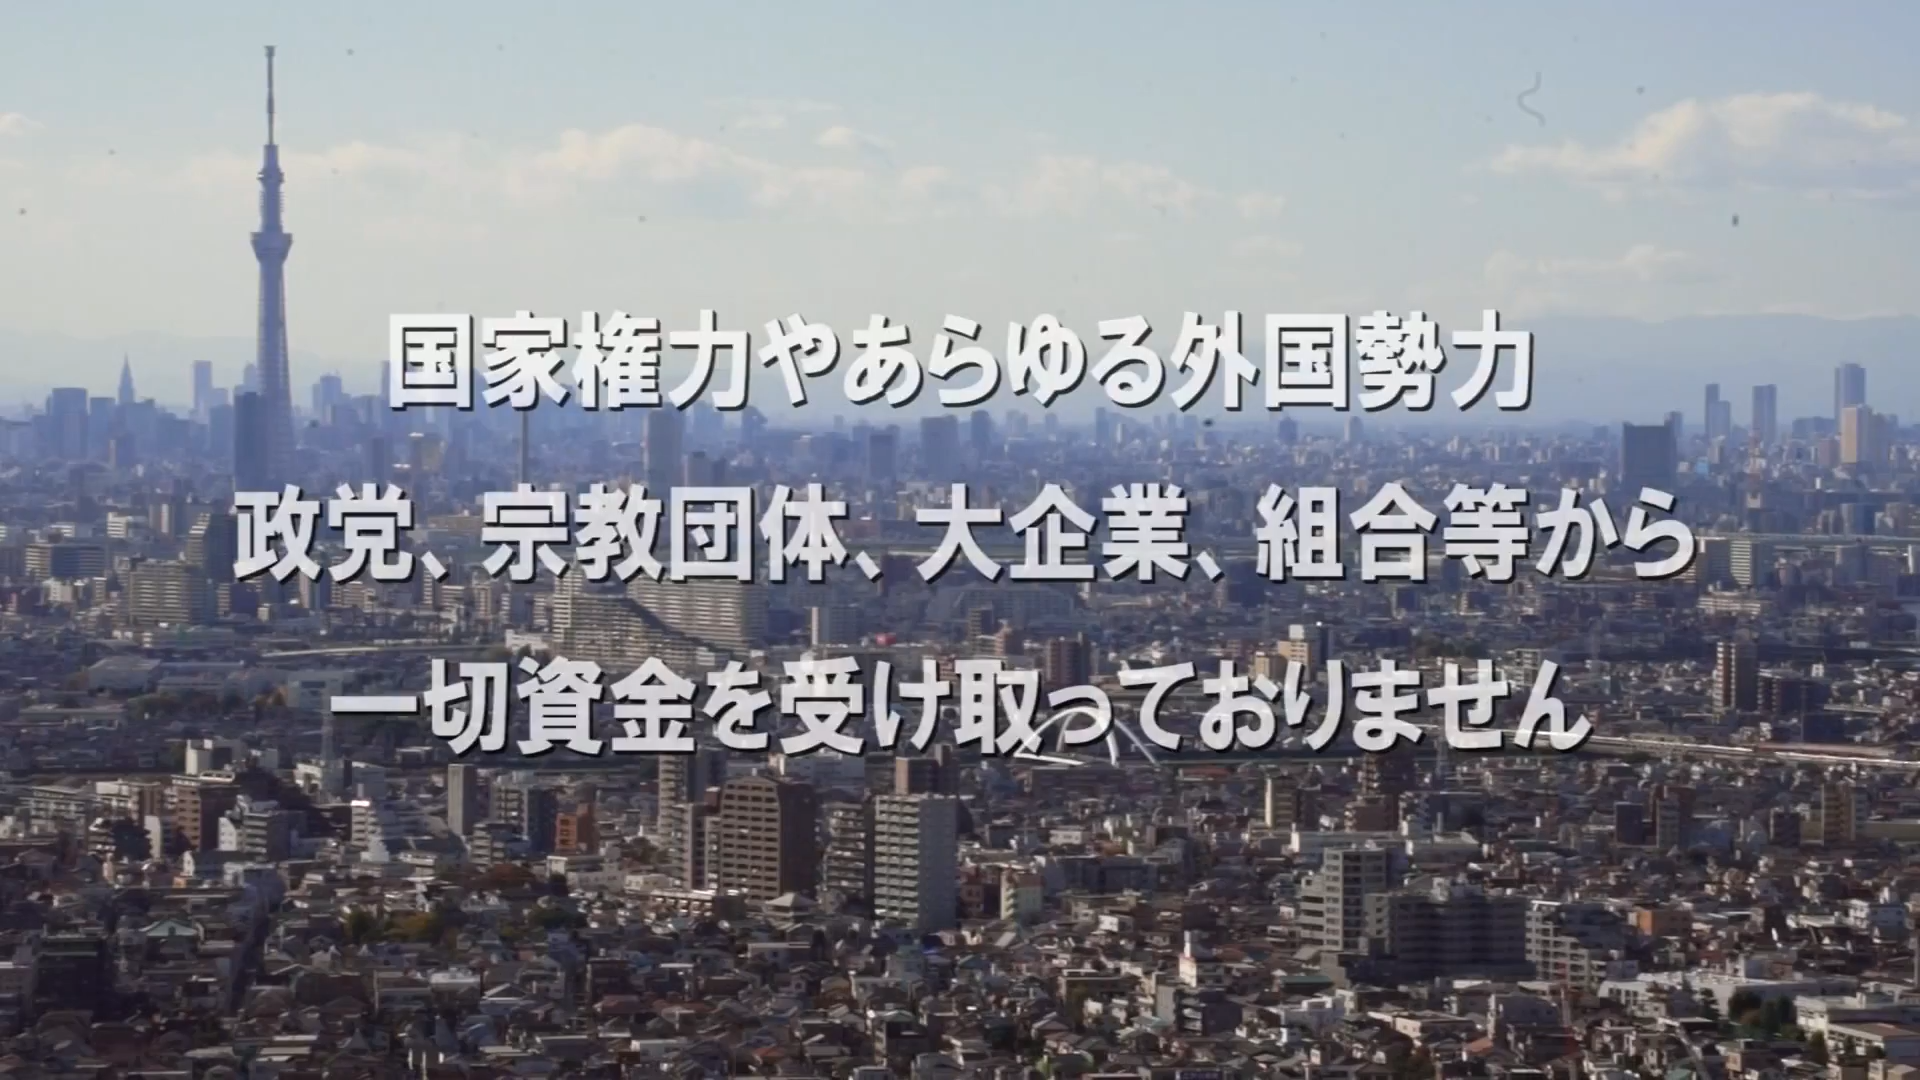 国家権力やあらゆる外国勢力
政党、宗教団体、大企業、組合等から
一切資金を受け取っておりません